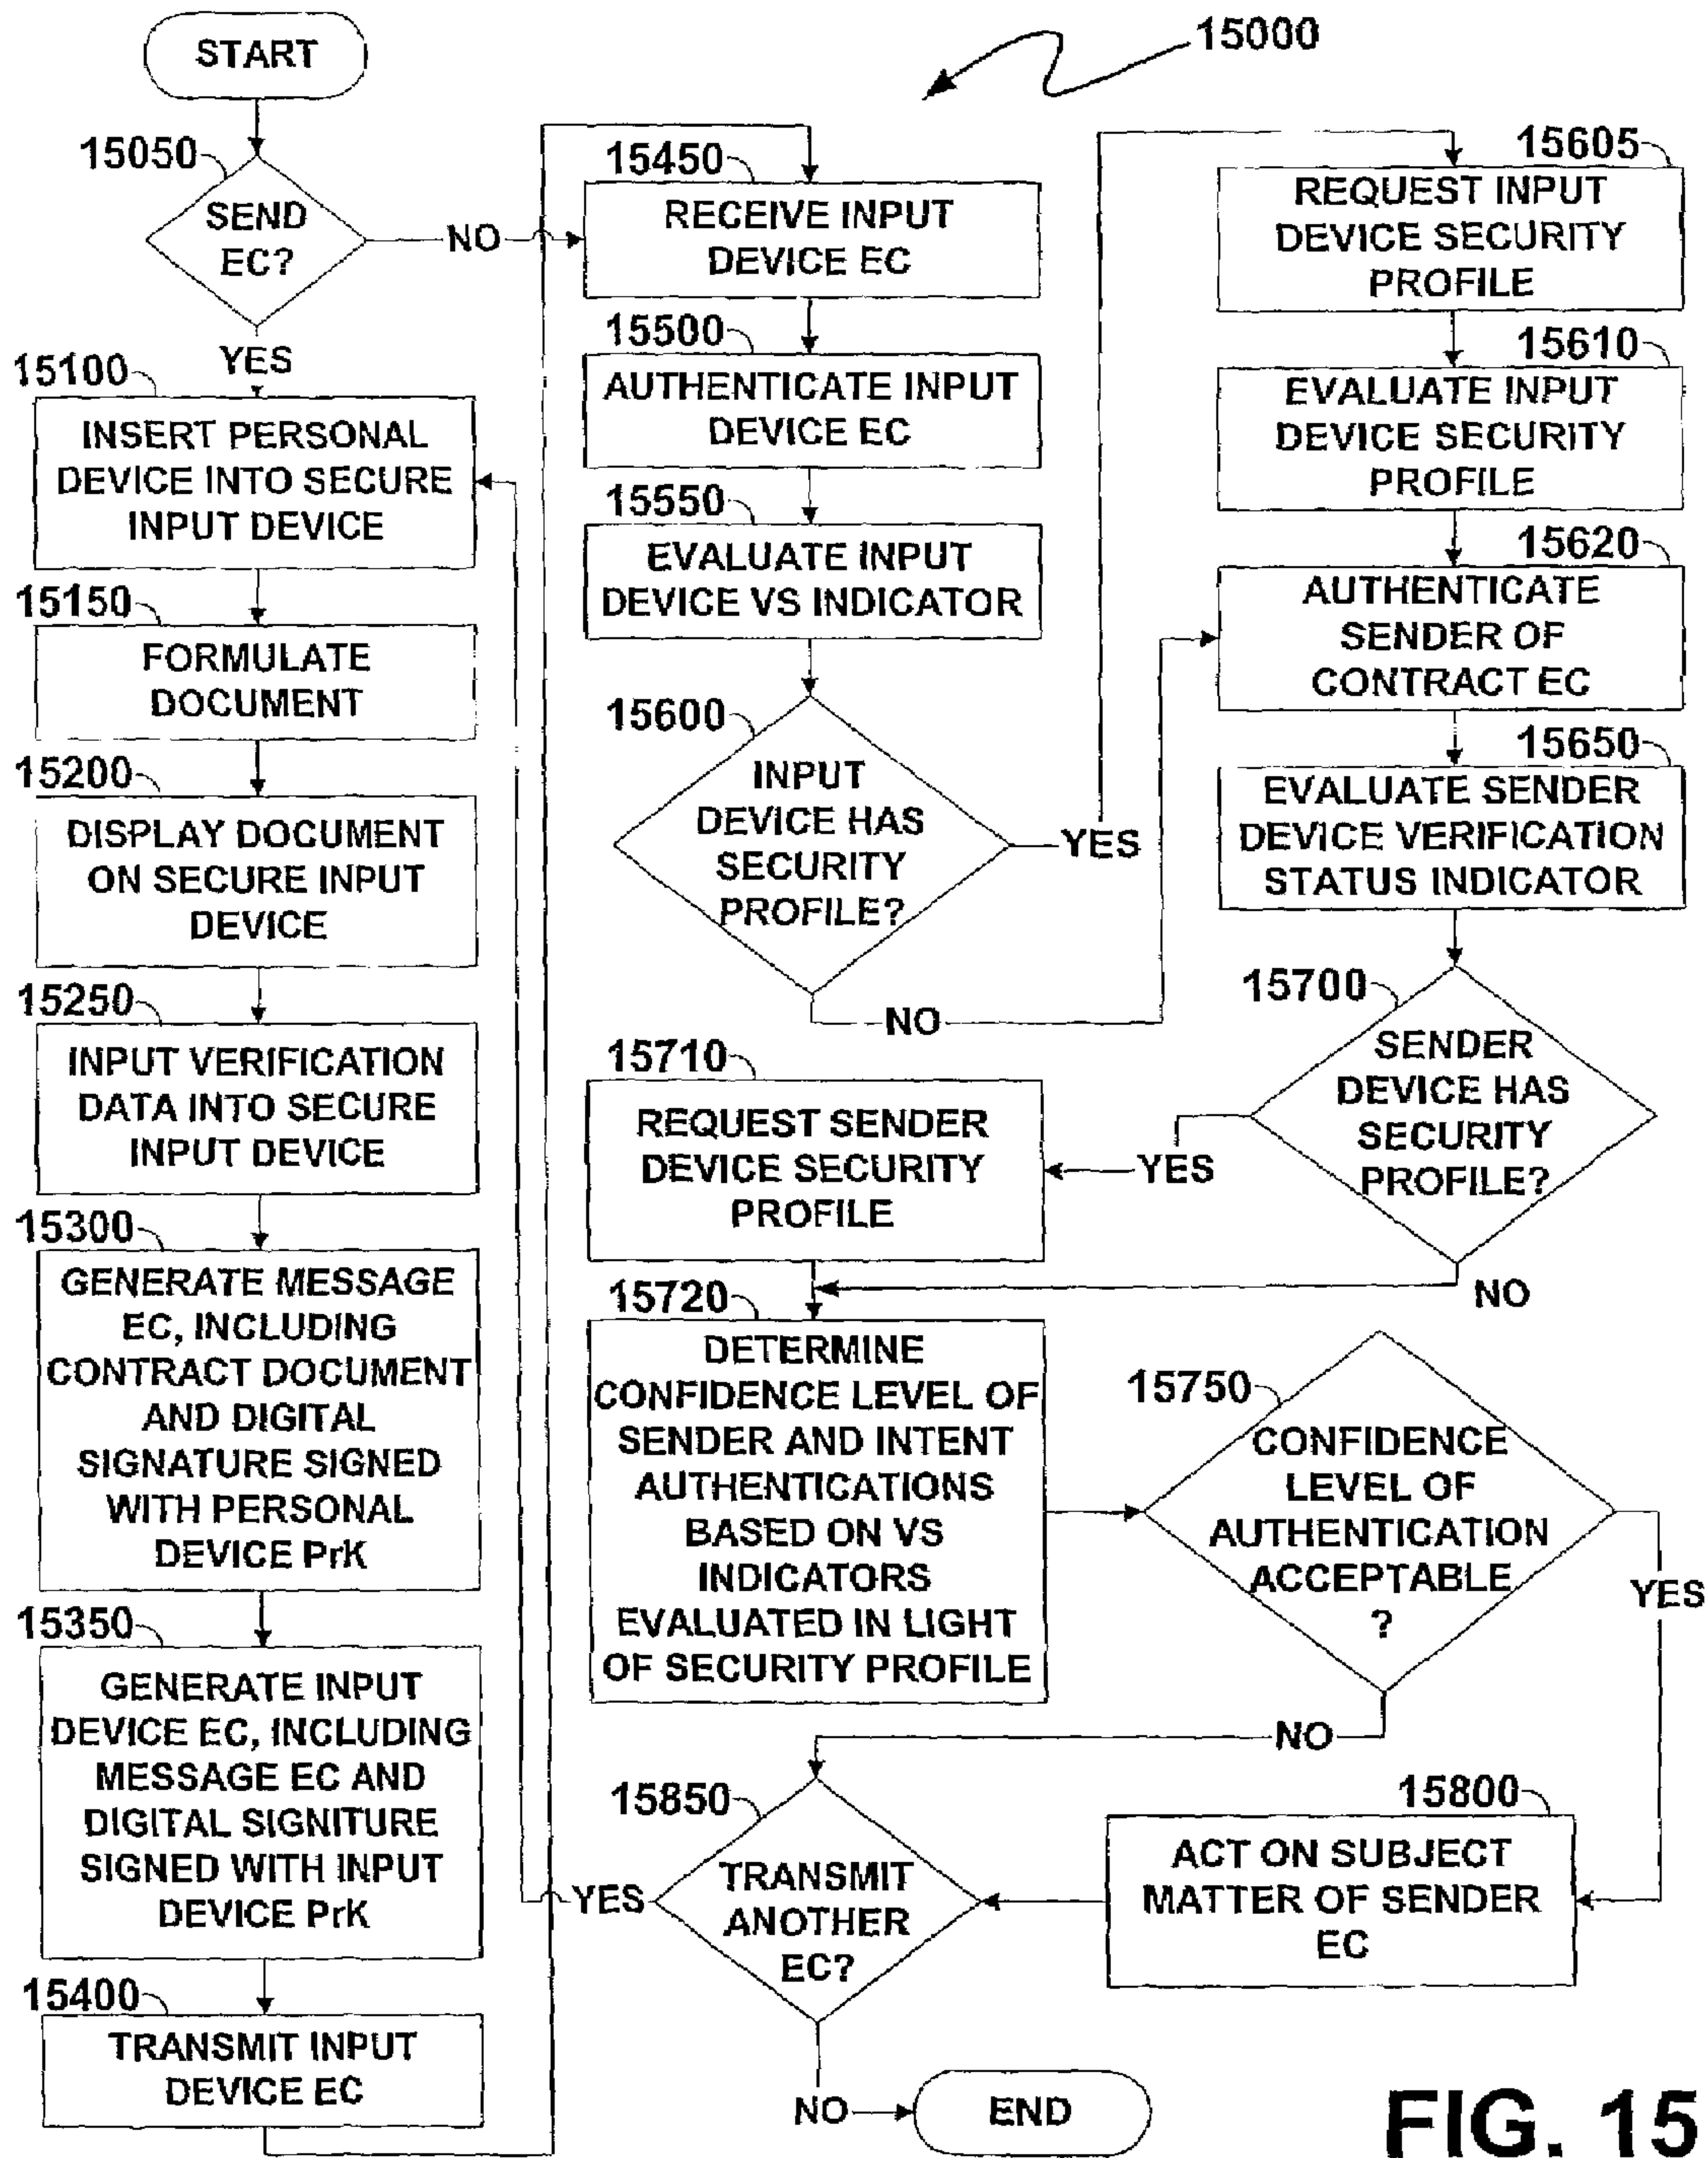 START
15000
15050
SEND
EC?
NO
YES
15100
INSERT PERSONAL
DEVICE INTO SECURE
INPUT DEVICE
15150
FORMULATE
DOCUMENT
15200
DISPLAY DOCUMENT
ON SECURE INPUT
DEVICE
15250
INPUT VERIFICATION
DATA INTO SECURE
INPUT DEVICE
15300
GENERATE MESSAGE
EC, INCLUDING
CONTRACT DOCUMENT
AND DIGITAL
SIGNATURE SIGNED
WITH PERSONAL
DEVICE PrK
15350
GENERATE INPUT
DEVICE EC, INCLUDING
MESSAGE EC AND
DIGITAL SIGNITURE
SIGNED WITH INPUT
DEVICE PrK
15400
TRANSMIT INPUT
DEVICE EC
15450
RECEIVE INPUT
DEVICE EC
15500
AUTHENTICATE INPUT
DEVICE EC
15550
EVALUATE INPUT
DEVICE VS INDICATOR
15600
INPUT
DEVICE HAS
SECURITY
PROFILE?
YES
NO
15605
REQUEST INPUT
DEVICE SECURITY
PROFILE
15610
EVALUATE INPUT
DEVICE SECURITY
PROFILE
15620
AUTHENTICATE
SENDER OF
CONTRACT EC
15650
EVALUATE SENDER
DEVICE VERIFICATION
STATUS INDICATOR
15700
SENDER
DEVICE HAS
SECURITY
PROFILE?
YES
NO
15710
REQUEST SENDER
DEVICE SECURITY
PROFILE
15720
DETERMINE
CONFIDENCE LEVEL OF
SENDER AND INTENT
AUTHENTICATIONS
BASED ON VS
INDICATORS
EVALUATED IN LIGHT
OF SECURITY PROFILE
15750
CONFIDENCE
LEVEL OF
AUTHENTICATION
ACCEPTABLE
?
YES
NO
15800
ACT ON SUBJECT
MATTER OF SENDER
EC
15850
TRANSMIT
ANOTHER
EC?
YES
NO
END
FIG. 15